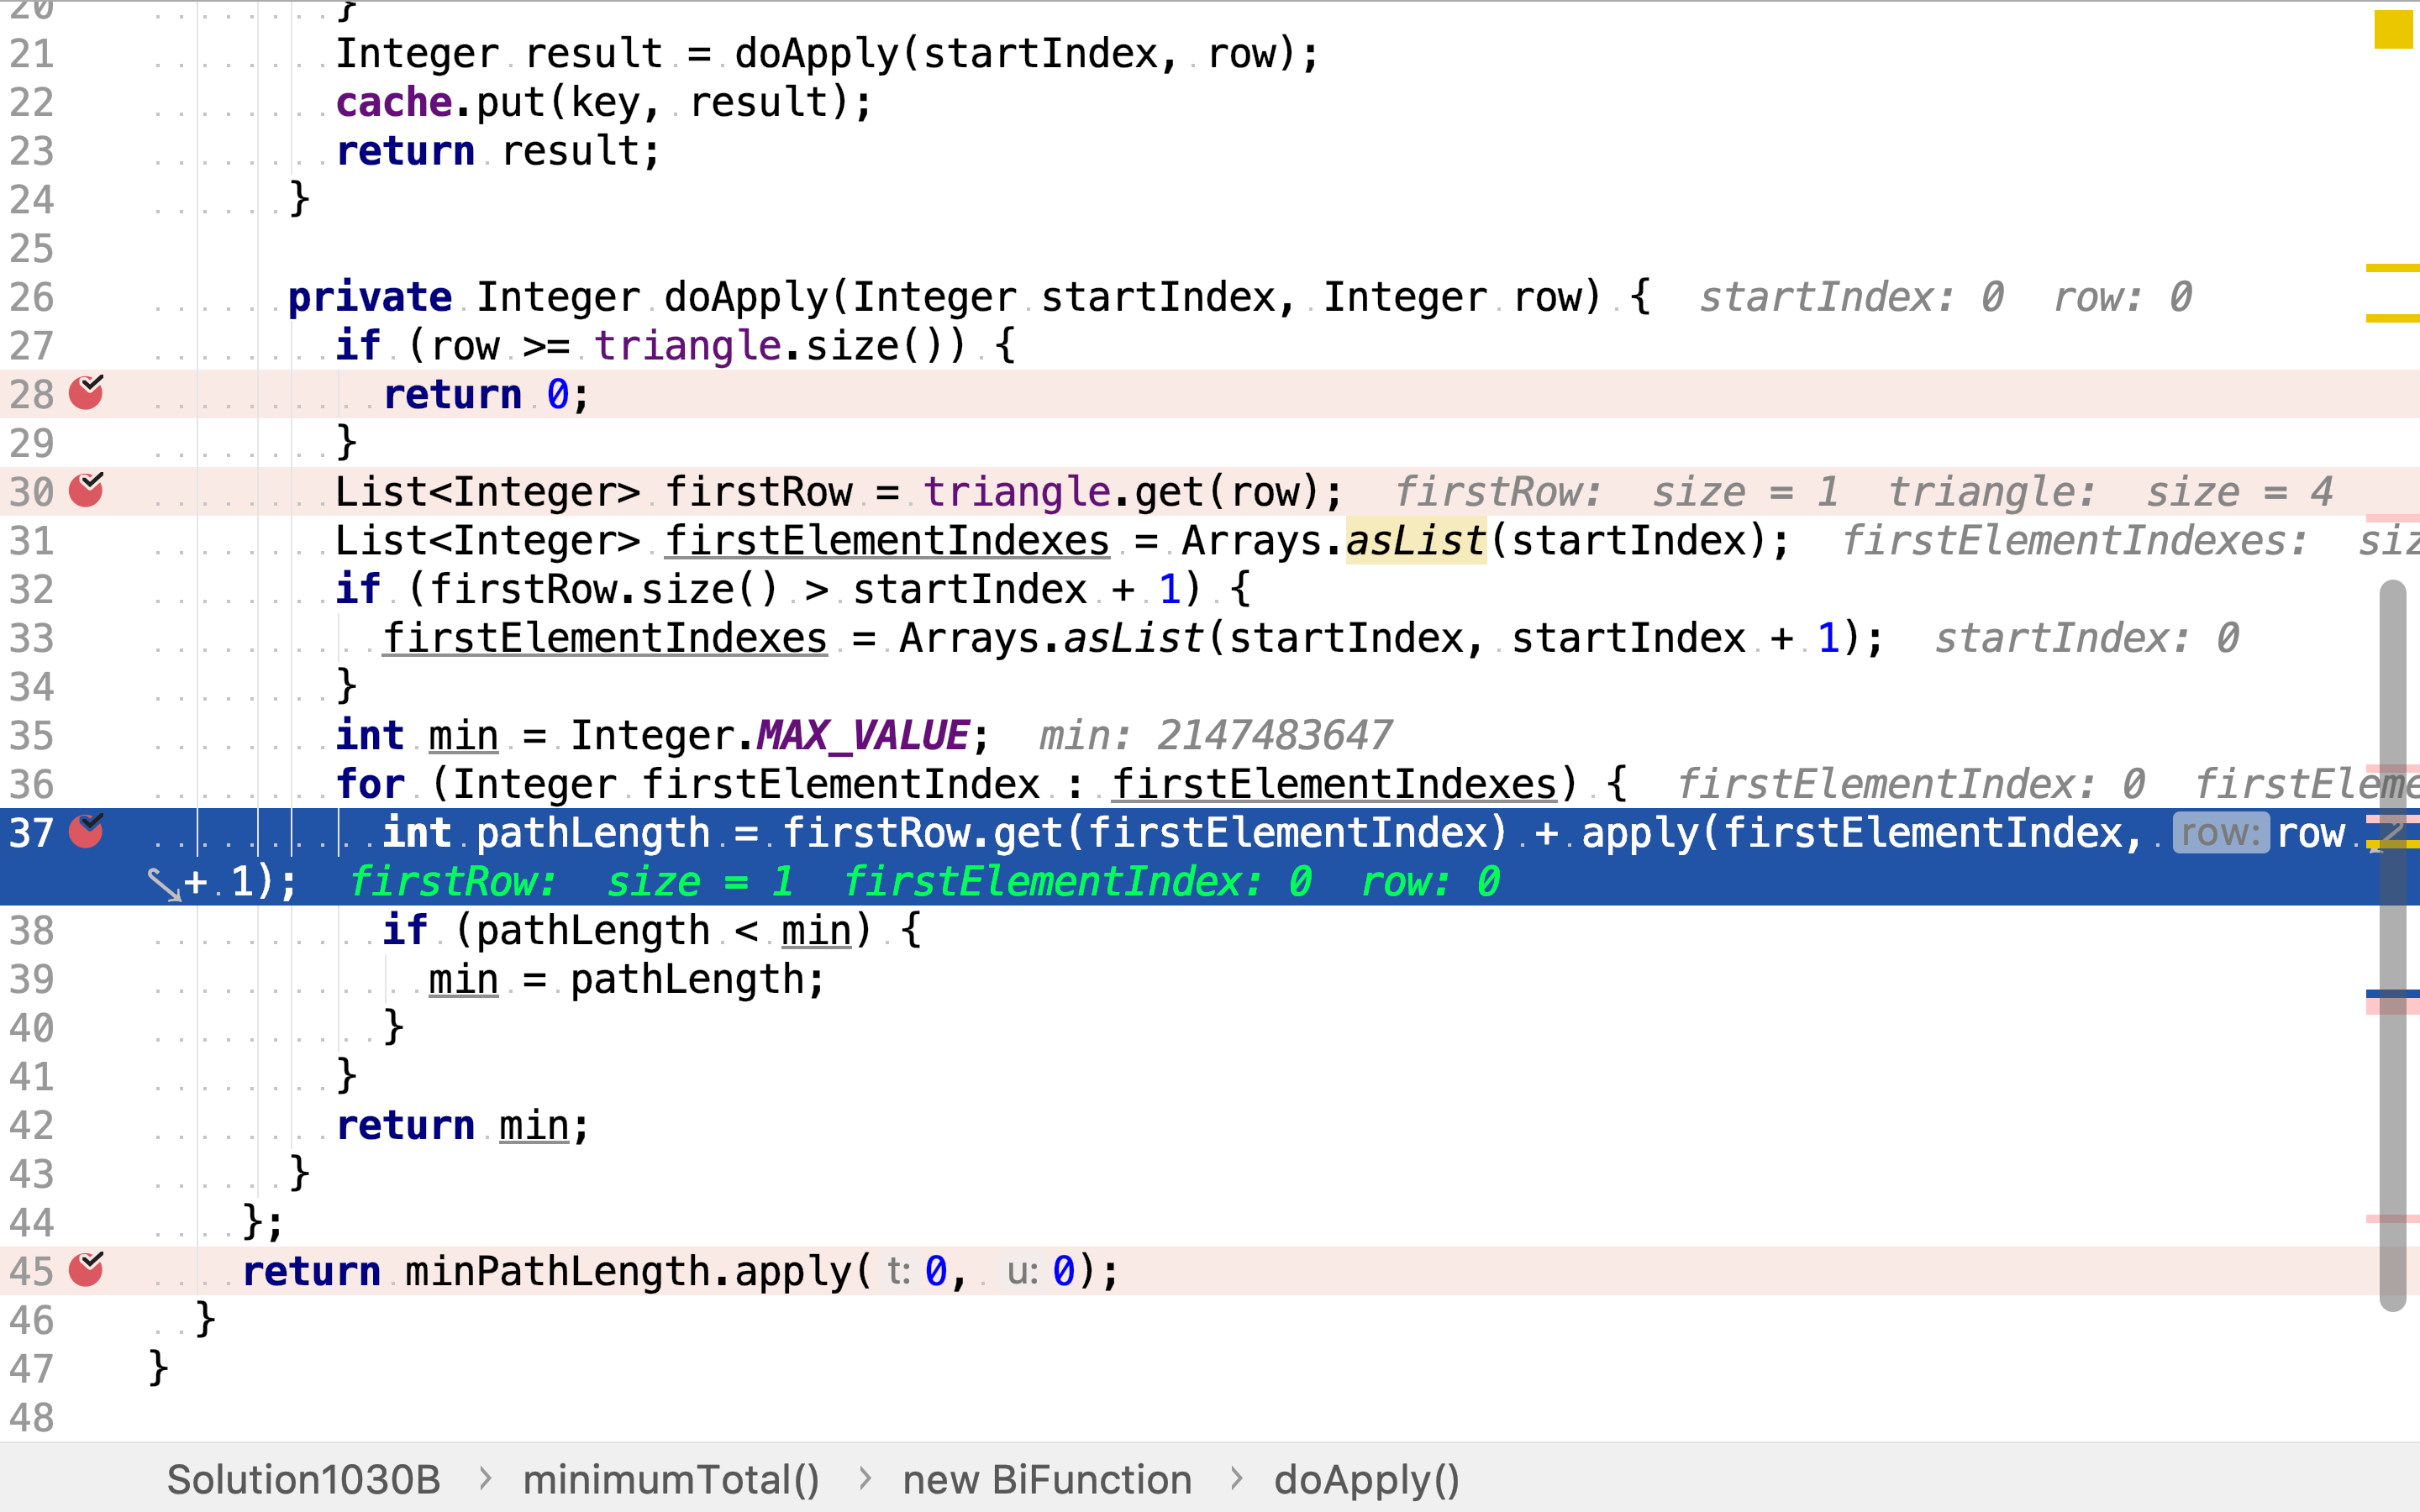 20 }
21 Integer result = doApply(startIndex, row);
22 cache.put(key, result);
23 return result;
24 }
25
26 private Integer doApply(Integer startIndex, Integer row) { startIndex: 0 row: 0
27 if (row >= triangle.size()) {
28 return 0;
29 }
30 List<Integer> firstRow = triangle.get(row); firstRow: size = 1 triangle: size = 4
31 List<Integer> firstElementIndexes = Arrays.asList(startIndex); firstElementIndexes: siz
32 if (firstRow.size() > startIndex + 1) {
33 firstElementIndexes = Arrays.asList(startIndex, startIndex + 1); startIndex: 0
34 }
35 int min = Integer.MAX_VALUE; min: 2147483647
36 for (Integer firstElementIndex : firstElementIndexes) { firstElementIndex: 0 firstEleme
37 int pathLength = firstRow.get(firstElementIndex) + apply(firstElementIndex, row: row
+ 1); firstRow: size = 1 firstElementIndex: 0 row: 0
38 if (pathLength < min) {
39 min = pathLength;
40 }
41 }
42 return min;
43 }
44 };
45 return minPathLength.apply( t: 0, u: 0);
46 }
47 }
48
Solution1030B > minimumTotal() > new BiFunction > doApply()